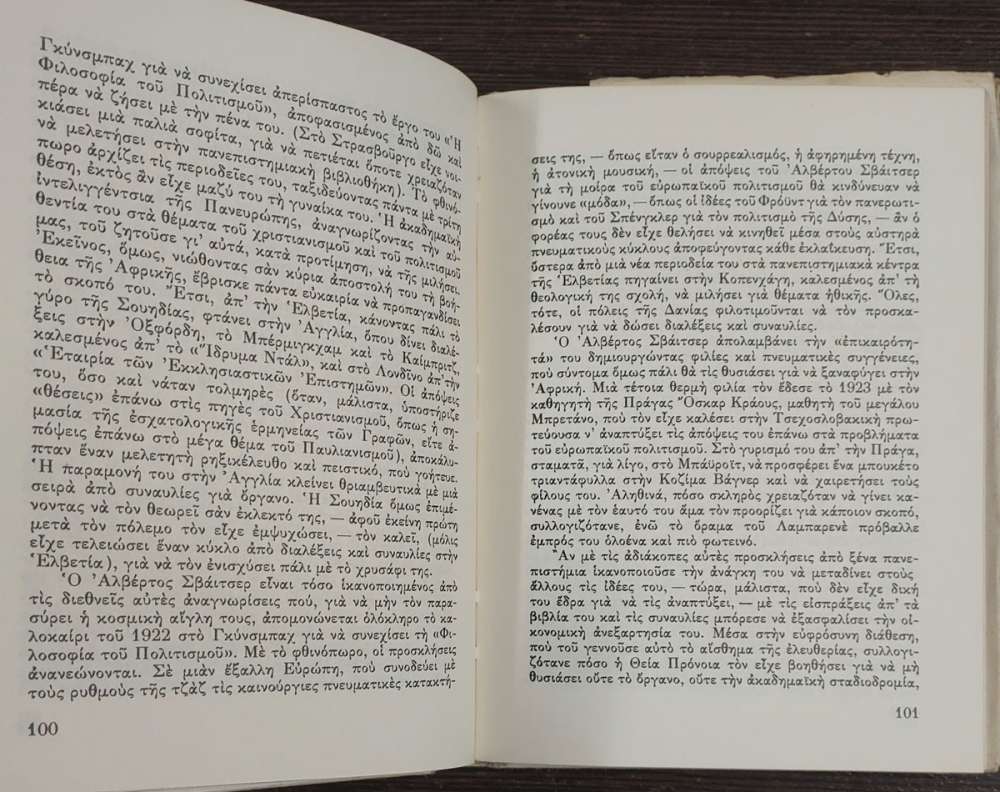 Γκύνσμπαχ γιὰ νὰ συνεχίσει ἀπερίσπαστος τὸ ἔργο του «Ἡ
Φιλοσοφία τοῦ Πολιτισμοῦ», ἀποφασισμένος ἀπὸ δῶ καὶ
πέρα νὰ ζήσει μὲ τὴν πένα του. (Στὸ Στρασβοῦργο εἶχε νοι-
κιάσει μιὰ παλιὰ σοφίτα, γιὰ νὰ πετιέται ὅποτε χρειαζόταν
νὰ μελετήσει στὴν πανεπιστημιακὴ βιβλιοθήκη). Τὸ φθινό-
πωρο ἀρχίζει τὶς περιοδεῖες του, ταξιδεύοντας πάντα μὲ τρίτη
θέση, ἐκτὸς ἂν εἶχε μαζύ του τὴ γυναίκα του. Ἡ ἀκαδημαϊκὴ
ἰντελιγγέντσια τῆς Πανευρώπης, ἀναγνωρίζοντας τὴν αὐ-
θεντία του στὰ θέματα τοῦ χριστιανισμοῦ καὶ τοῦ πολιτισμοῦ
μας, τοῦ ζητοῦσε γι' αὐτά, κατὰ προτίμηση, νὰ τῆς μιλήσει.
Ἐκεῖνος, ὅμως, νιώθοντας σὰν κύρια ἀποστολή του τὴ βοή-
θεια τῆς Ἀφρικῆς, ἔβρισκε πάντα εὐκαιρία νὰ προπαγανδίσει
τὸ σκοπό του. Ἔτσι, ἀπ' τὴν Ἑλβετία, κάνοντας πάλι τὸ
γύρο τῆς Σουηδίας, φτάνει στὴν Ἀγγλία, ὅπου δίνει διαλέ-
ξεις στὴν Ὀξφόρδη, τὸ Μπέρμιγκχαμ καὶ τὸ Καίμπριτζ,
καλεσμένος ἀπ' τὸ «Ἵδρυμα Ντάλ», καὶ στὸ Λονδίνο ἀπ' τὴν
«Ἑταιρία τῶν Ἐκκλησιαστικῶν Ἐπιστημῶν». Οἱ ἀπόψεις
του, ὅσο καὶ νἄταν τολμηρὲς (ὅταν, μάλιστα, ὑποστήριζε
«θέσεις» ἐπάνω στὶς πηγὲς τοῦ Χριστιανισμοῦ, ὅπως ἡ ση-
μασία τῆς ἐσχατολογικῆς ἑρμηνείας τῶν Γραφῶν, εἴτε ἀ-
πόψεις ἐπάνω στὸ μέγα θέμα τοῦ Παυλιανισμοῦ), ἀποκάλυ-
πταν ἕναν μελετητὴ ρηξικέλευθο καὶ πειστικό, ποὺ γοήτευε.
Ἡ παραμονή του στὴν Ἀγγλία κλείνει θριαμβευτικὰ μὲ μιὰ
σειρὰ ἀπὸ συναυλίες γιὰ ὄργανο. Ἡ Σουηδία ὅμως ἐπιμέ-
νοντας νὰ τὸν θεωρεῖ σὰν ἐκλεκτό της, — ἀφοῦ ἐκείνη πρώτη
μετὰ τὸν πόλεμο τὸν εἶχε ἐμψυχώσει, — τὸν καλεῖ, (μόλις
εἶχε τελειώσει ἕναν κύκλο ἀπὸ διαλέξεις καὶ συναυλίες στὴν
Ἑλβετία), γιὰ νὰ τὸν ἐνισχύσει πάλι μὲ τὸ χρυσάφι της.
Ὁ Ἀλβέρτος Σβάιτσερ εἶναι τόσο ἱκανοποιημένος ἀπὸ
τὶς διεθνεῖς αὐτὲς ἀναγνωρίσεις πού, γιὰ νὰ μὴν τὸν παρα-
σύρει ἡ κοσμικὴ αἴγλη τους, ἀπομονώνεται ὁλόκληρο τὸ κα-
λοκαίρι τοῦ 1922 στὸ Γκύνσμπαχ γιὰ νὰ συνεχίσει τὴ «Φι-
λοσοφία τοῦ Πολιτισμοῦ». Μὲ τὸ φθινόπωρο, οἱ προσκλήσεις
ἀνανεώνονται. Σὲ μιὰν ἔξαλλη Εὐρώπη, ποὺ συνοδεύει μὲ
τοὺς ρυθμοὺς τῆς τζὰζ τὶς καινούργιες πνευματικὲς κατακτή-
100
σεις της, — ὅπως εἴταν ὁ σουρρεαλισμός, ἡ ἀφηρημένη τέχνη,
ἡ ἀτονικὴ μουσική, — οἱ ἀπόψεις τοῦ Ἀλβέρτου Σβάιτσερ
γιὰ τὴ μοίρα τοῦ εὐρωπαϊκοῦ πολιτισμοῦ θὰ κινδύνευαν νὰ
γίνουνε «μόδα», — ὅπως οἱ ἰδέες τοῦ Φρόϋντ γιὰ τὸν πανερωτι-
σμὸ καὶ τοῦ Σπένγκλερ γιὰ τὸν πολιτισμὸ τῆς Δύσης, — ἂν ὁ
φορέας τους δὲν εἶχε θελήσει νὰ κινηθεῖ μέσα στὰ αὐστηρὰ
πνευματικοὺς κύκλους ἀποφεύγοντας κάθε ἐκλαίκευση. Ἔτσι,
ὕστερα ἀπὸ μιὰ νέα περιοδεία του στὰ πανεπιστημιακὰ κέντρα
τῆς Ἑλβετίας πηγαίνει στὴν Κοπενχάγη, καλεσμένος ἀπ' τὴ
θεολογική της σχολή, νὰ μιλήσει γιὰ θέματα ἠθικῆς. Ὅλες,
τότε, οἱ πόλεις τῆς Δανίας φιλοτιμοῦνται νὰ τὸν προσκα-
λέσουν γιὰ νὰ δώσει διαλέξεις καὶ συναυλίες.
Ὁ Ἀλβέρτος Σβάιτσερ ἀπολαμβάνει τὴν «ἐπικαιρότη-
τά» του δημιουργώντας φιλίες καὶ πνευματικὲς συγγένειες,
ποὺ σύντομα ὅμως πάλι θὰ τὶς θυσιάσει γιὰ νὰ ξαναφύγει στὴν
Ἀφρική. Μιὰ τέτοια θερμὴ φιλία τὸν ἔδεσε τὸ 1923 μὲ τὸν
καθηγητὴ τῆς Πράγας Ὄσκαρ Κράους, μαθητὴ τοῦ μεγάλου
Μπρετάνο, ποὺ τὸν εἶχε καλέσει στὴν Τσεχοσλοβακικὴ πρω-
τεύουσα ν' ἀναπτύξει τὶς ἀπόψεις του ἐπάνω στὰ προβλήματα
τοῦ εὐρωπαϊκοῦ πολιτισμοῦ. Στὸ γυρισμό του ἀπ' τὴν Πράγα,
σταματᾶ, γιὰ λίγο, στὸ Μπάϋροϊτ, νὰ προσφέρει ἕνα μπουκέτο
τριαντάφυλλα στὴν Κοζίμα Βάγνερ καὶ νὰ χαιρετήσει τοὺς
φίλους του. Ἀληθινά, πόσο σκληρὸς χρειαζόταν νὰ γίνει κα-
νένας μὲ τὸν ἑαυτό του ἅμα τὸν προορίζει γιὰ κάποιον σκοπό,
συλλογιζότανε, ἐνῶ τὸ ὅραμα τοῦ Λαμπαρενὲ πρόβαλλε
ἐμπρός του ὁλοένα καὶ πιὸ φωτεινό.
Ἂν μὲ τὶς ἀδιάκοπες αὐτὲς προσκλήσεις ἀπὸ ξένα πανε-
πιστήμια ἱκανοποιοῦσε τὴν ἀνάγκη του νὰ μεταδίνει στοὺς
ἄλλους τὶς ἰδέες του, — τώρα, μάλιστα, ποὺ δὲν εἶχε δική
του ἕδρα γιὰ νὰ τὶς ἀναπτύξει, — μὲ τὶς εἰσπράξεις ἀπ' τὰ
βιβλία του καὶ τὶς συναυλίες μπόρεσε νὰ ἐξασφαλίσει τὴν οἰ-
κονομικὴ ἀνεξαρτησία του. Μέσα στὴν εὐφρόσυνη διάθεση,
ποὺ τοῦ γεννοῦσε αὐτὸ τὸ αἴσθημα τῆς ἐλευθερίας, συλλογι-
ζότανε πόσο ἡ Θεία Πρόνοια τὸν εἶχε βοηθήσει γιὰ νὰ μὴ
θυσιάσει οὔτε τὸ ὄργανο, οὔτε τὴν ἀκαδημαϊκὴ σταδιοδρομία,
101